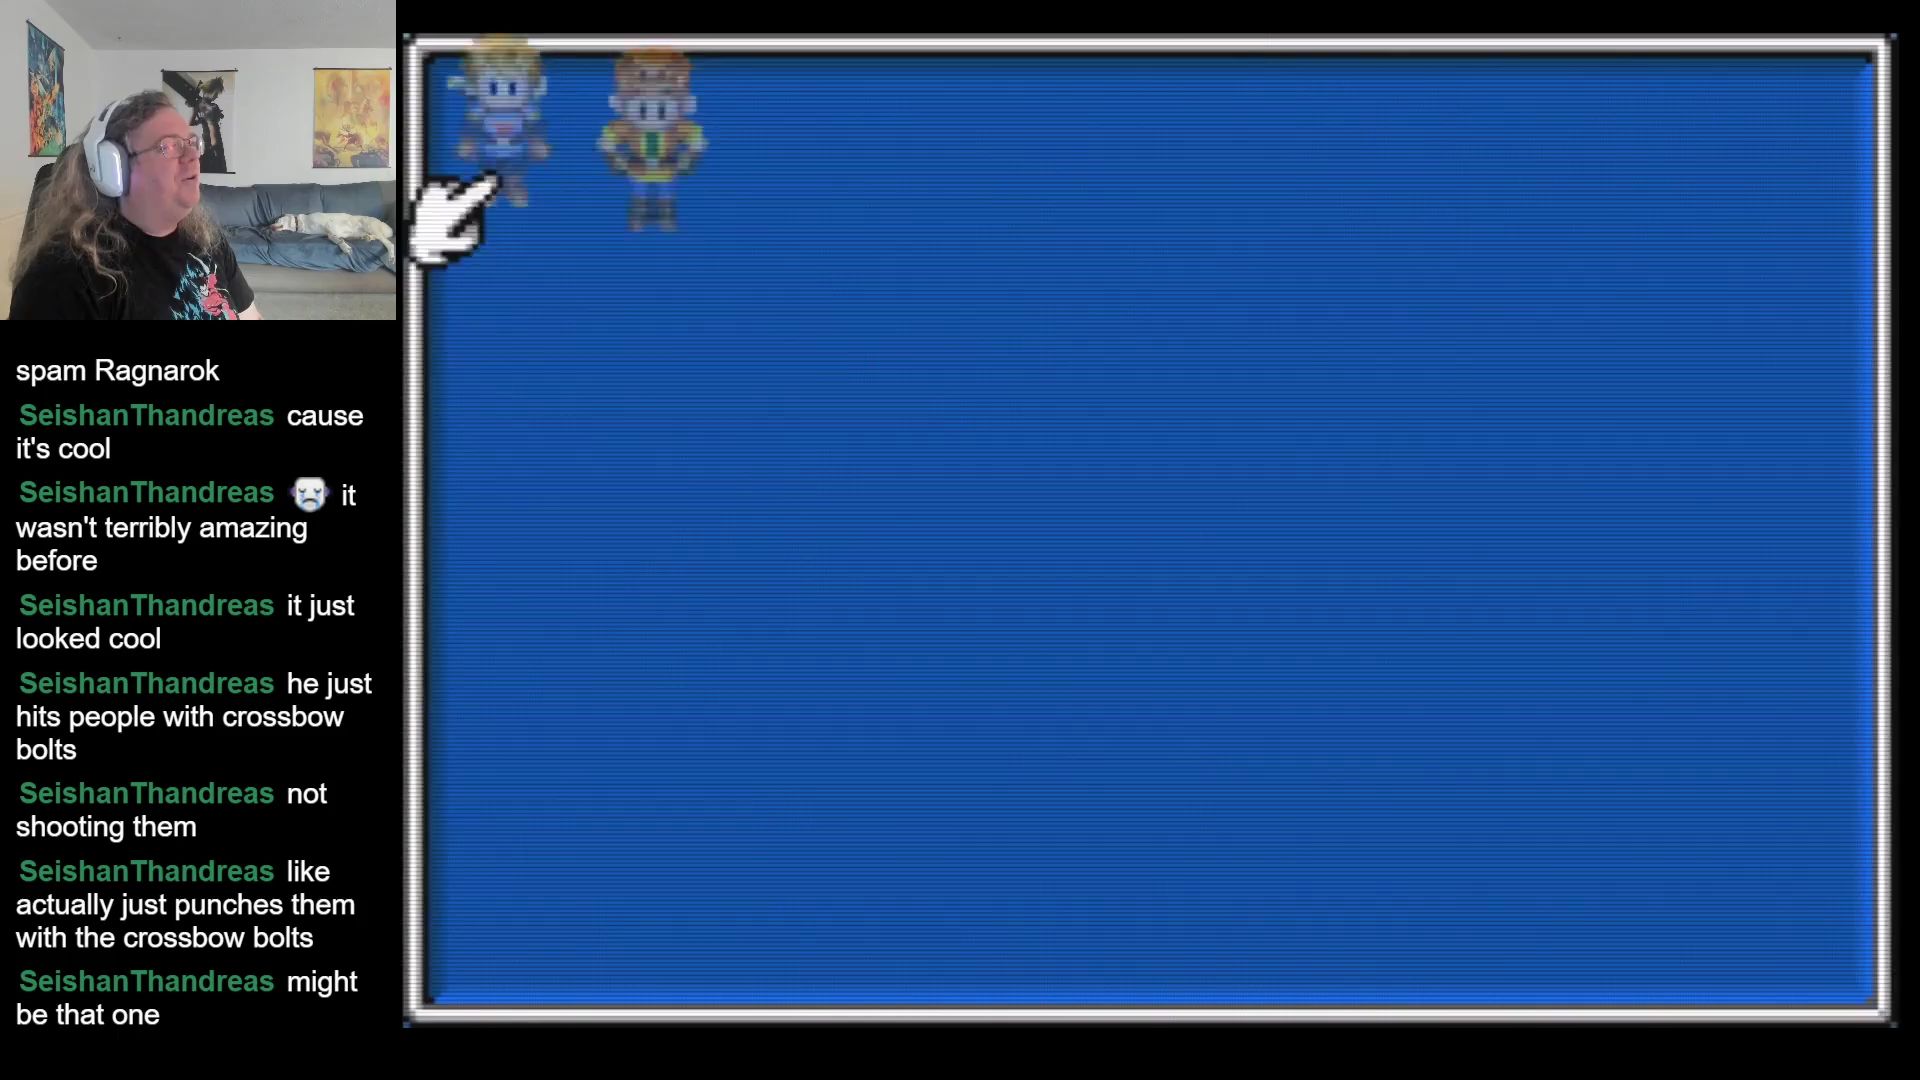 spam Ragnarok
SeishanThandreas cause
it's cool
SeishanThandreas it
wasn't terribly amazing
before
SeishanThandreas it just
looked cool
SeishanThandreas he just
hits people with crossbow
bolts
SeishanThandreas not
shooting them
SeishanThandreas like
actually just punches them
with the crossbow bolts
SeishanThandreas might
be that one